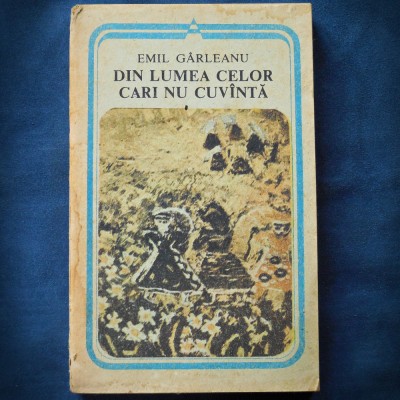 EMIL GÂRLEANU
DIN LUMEA CELOR
CARI NU CUVÎNTĂ